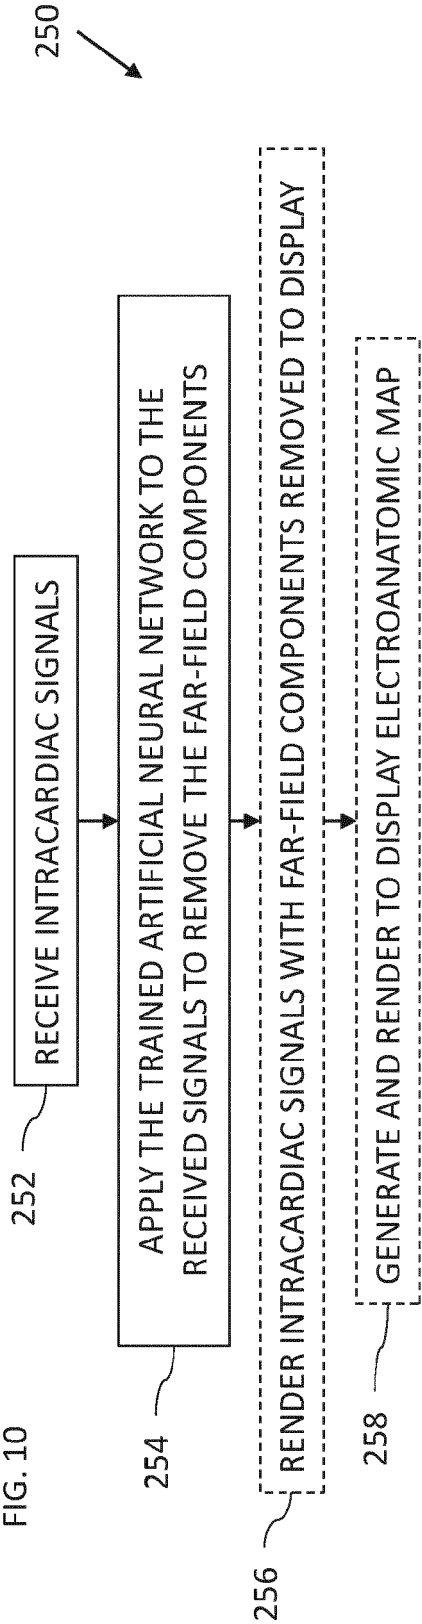 FIG. 10
250
252
RECEIVE INTRACARDIAC SIGNALS
254
APPLY THE TRAINED ARTIFICIAL NEURAL NETWORK TO THE
RECEIVED SIGNALS TO REMOVE THE FAR-FIELD COMPONENTS
256
RENDER INTRACARDIAC SIGNALS WITH FAR-FIELD COMPONENTS REMOVED TO DISPLAY
258
GENERATE AND RENDER TO DISPLAY ELECTROANATOMIC MAP